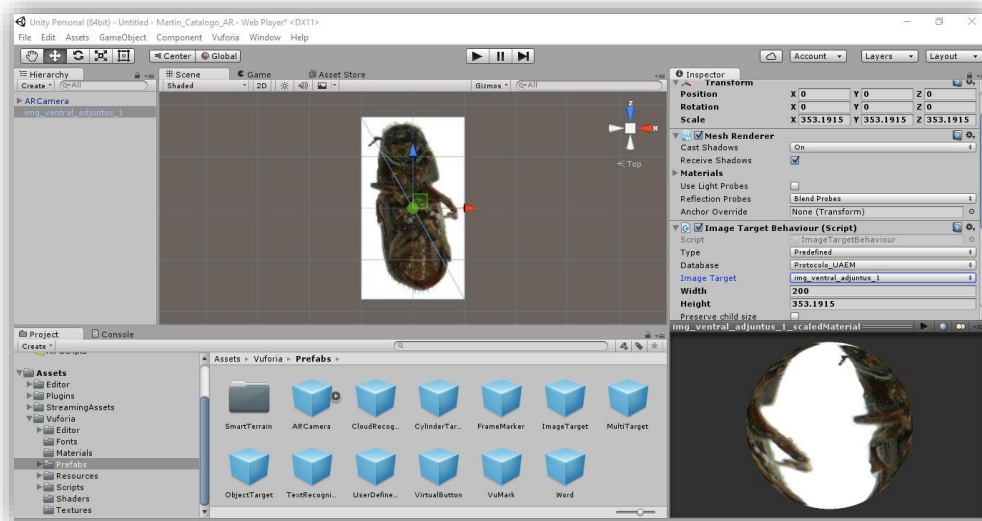 Unity Personal (64bit) - Untitled - Martin_Catalogo_AR - Web Player* <DX11>
File Edit Assets GameObject Component Vuforia Window Help
Center Global Account Layers Layout
Hierarchy
Create All
ARCamera
img_ventral_adjuntus_1
Scene Game Asset Store
Shaded 2D Gizmos All
z
x
Top
Inspector
Transform
Position X 0 Y 0 Z 0
Rotation X 0 Y 0 Z 0
Scale X 353.1915 Y 353.1915 Z 353.1915
Mesh Renderer
Cast Shadows On
Receive Shadows
Materials
Use Light Probes
Reflection Probes Blend Probes
Anchor Override None (Transform)
Image Target Behaviour (Script)
Script ImageTargetBehaviour
Type Predefined
Database Protocolo_UAEM
Image Target img_ventral_adjuntus_1
Width 200
Height 353.1915
Preserve child size
img_ventral_adjuntus_1_scaledMaterial
Project Console
Create
Assets
Editor
Plugins
StreamingAssets
Vuforia
Editor
Fonts
Materials
Prefabs
Resources
Scripts
Shaders
Textures
Assets Vuforia Prefabs
SmartTerrain ARCamera CloudRecog... CylinderTar... FrameMarker ImageTarget MultiTarget
ObjectTarget TextRecogni... UserDefine... VirtualButton VuMark Word